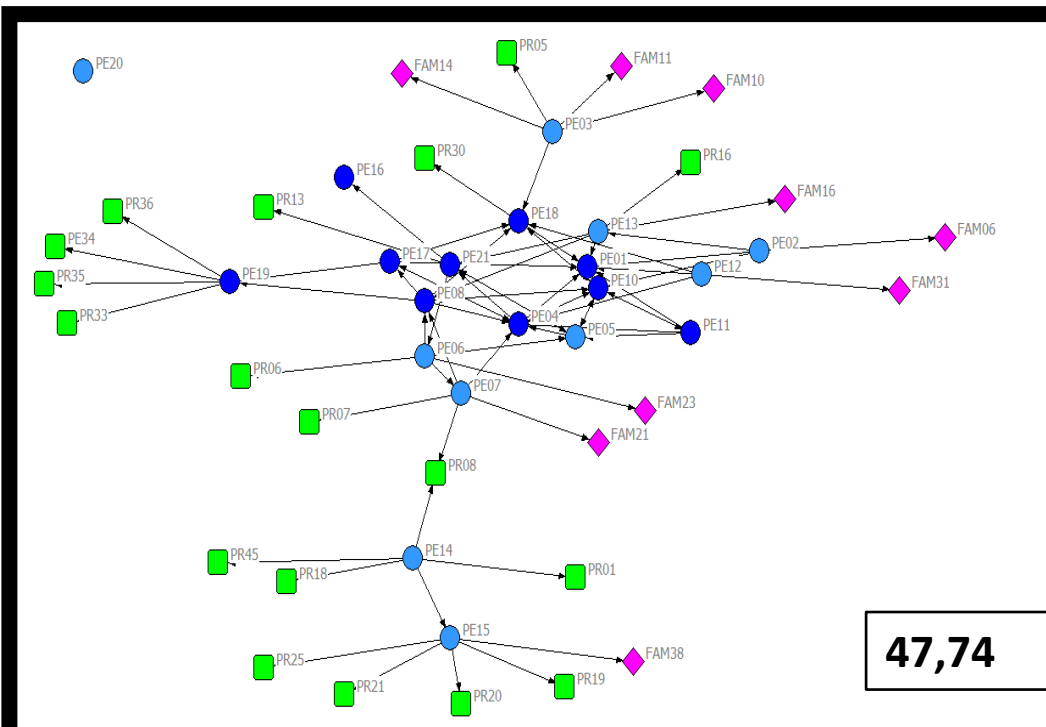 PR05
FAM11
FAM14
PE20
FAM10
PE03
PR30
PR16
PE16
FAM16
PR13
PR36
PE18
PE13
FAM06
PE34
PE02
PE17
PE21
PE01
PE12
PR35
PE19
PE10
FAM31
PE08
PR33
PE04
PE05
PE11
PE06
PR06
PE07
FAM23
PR07
FAM21
PR08
PE14
PR45
PR18
PR01
PE15
PR25
FAM38
PR21
PR20
PR19
47,74